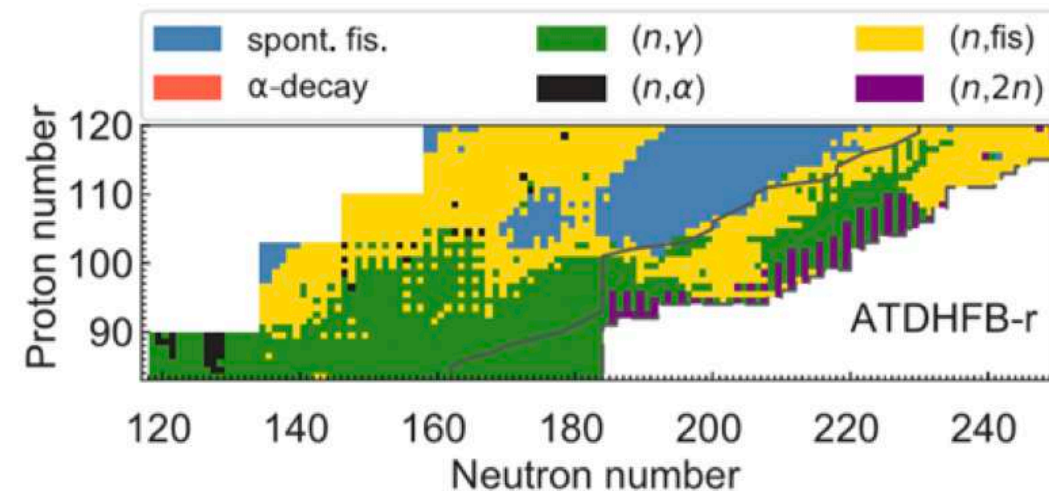 spont. fis. (n,γ) (n,fis)
α-decay (n,α) (n,2n)
Proton number
120
110
100
90
ATDHFB-r
120 140 160 180 200 220 240
Neutron number